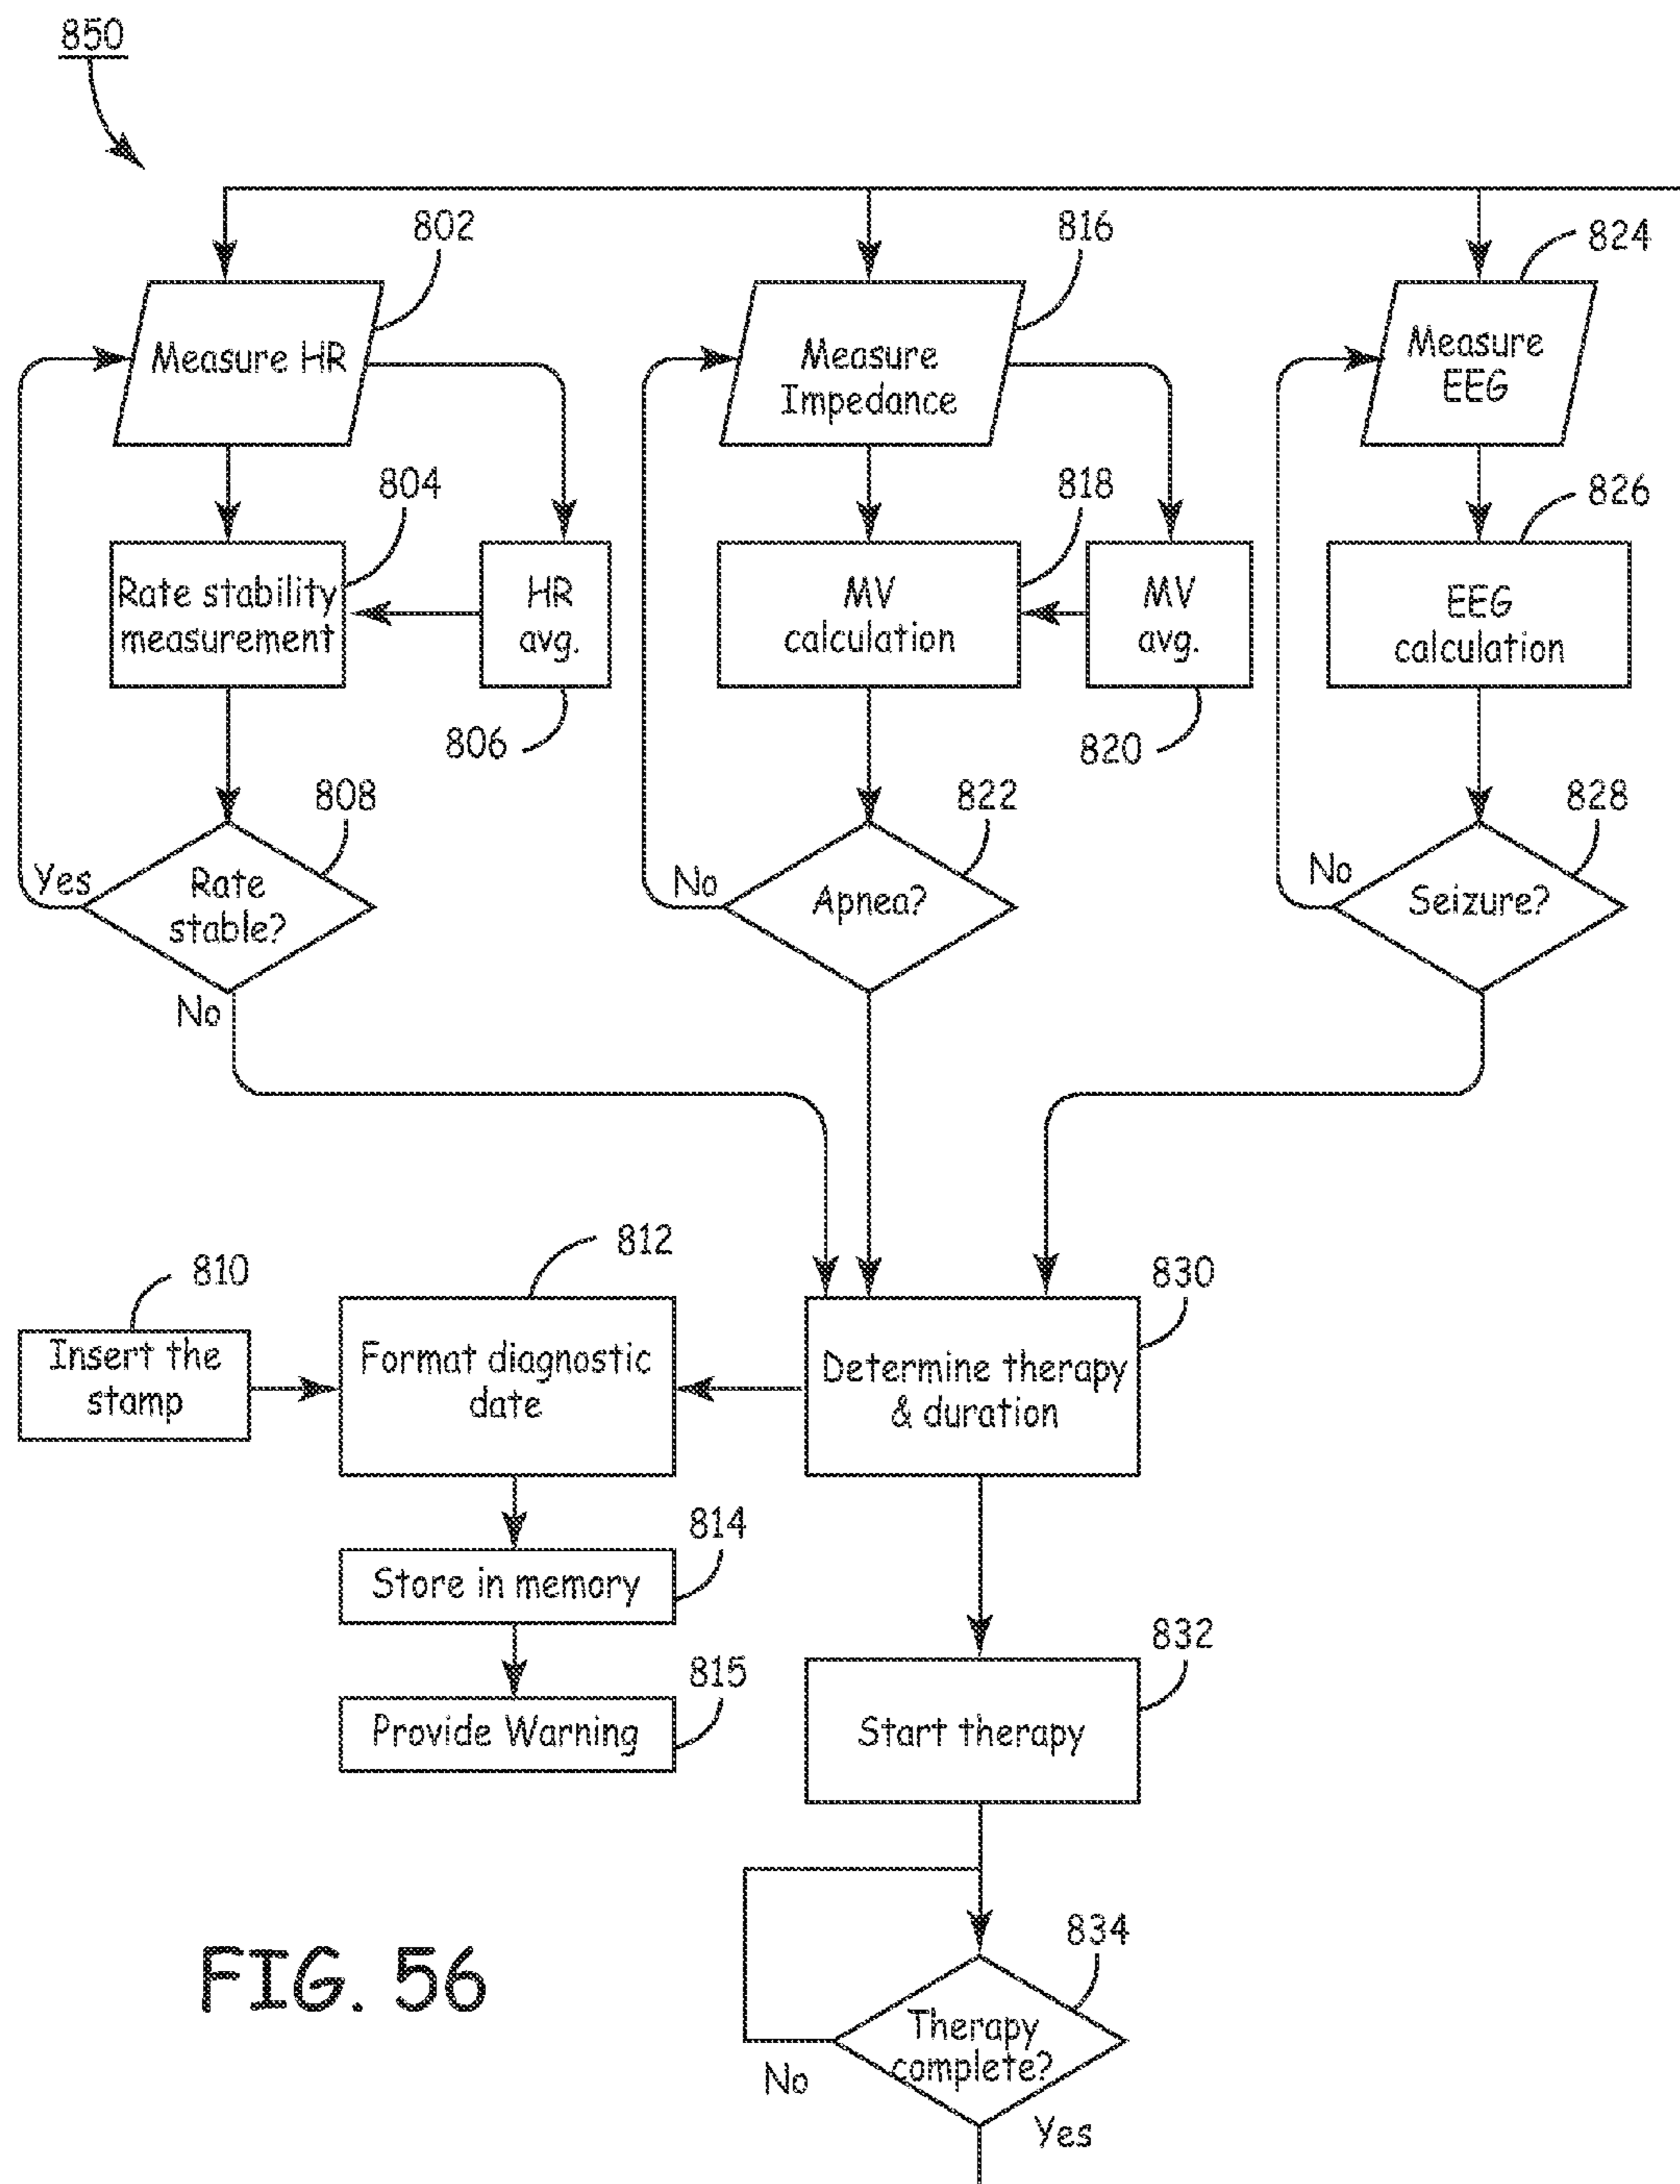 850
802
816
824
Measure HR
Measure
Impedance
Measure
EEG
804
818
826
Rate stability
measurement
HR
avg.
MV
calculation
MV
avg.
EEG
calculation
806
820
808
822
828
Yes
Rate
stable?
No
No
Apnea?
No
Seizure?
810
812
830
Insert the
stamp
Format diagnostic
date
Determine therapy
& duration
814
Store in memory
832
815
Provide Warning
Start therapy
834
Therapy
complete?
No
Yes
FIG. 56